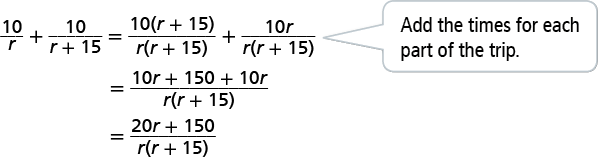 10/r + 10/(r + 15) = 10(r + 15)/r(r + 15) + 10r/r(r + 15)
Add the times for each
part of the trip.
= (10r + 150 + 10r)/r(r + 15)
= (20r + 150)/r(r + 15)